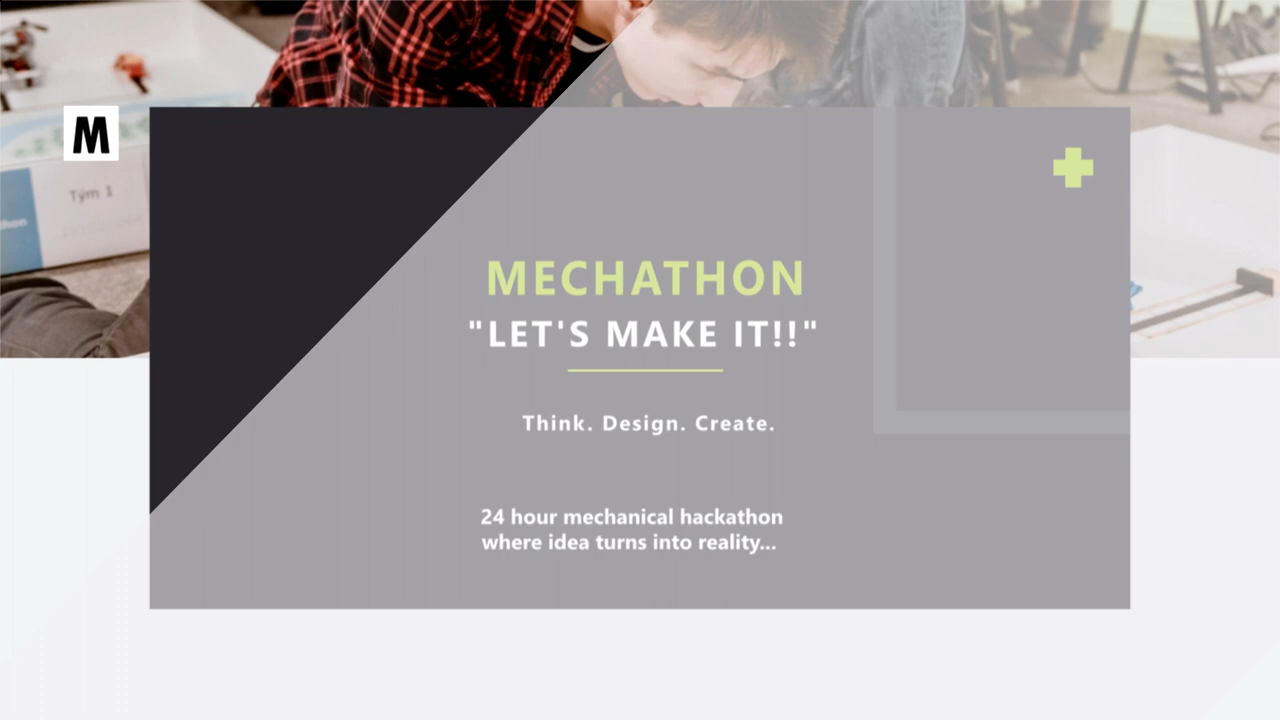 M
Tým 1
MECHATHON
"LET'S MAKE IT!!"
Think. Design. Create.
24 hour mechanical hackathon
where idea turns into reality...